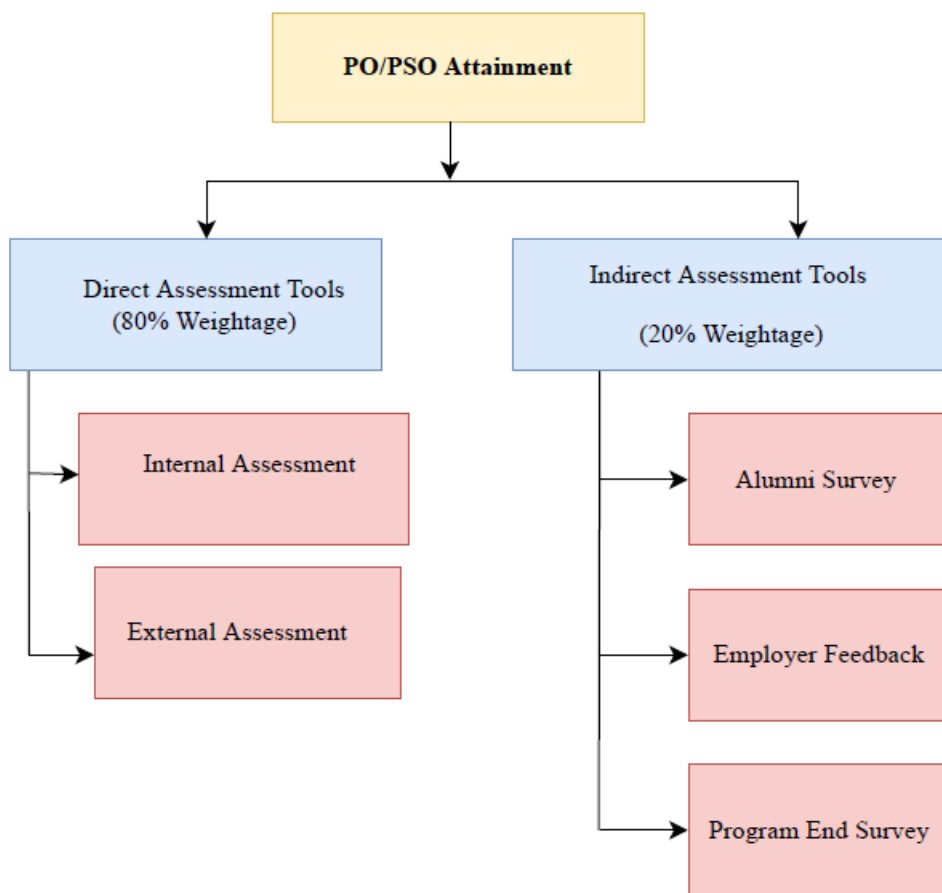 PO/PSO Attainment
Direct Assessment Tools
(80% Weightage)
Indirect Assessment Tools
(20% Weightage)
Internal Assessment
Alumni Survey
External Assessment
Employer Feedback
Program End Survey